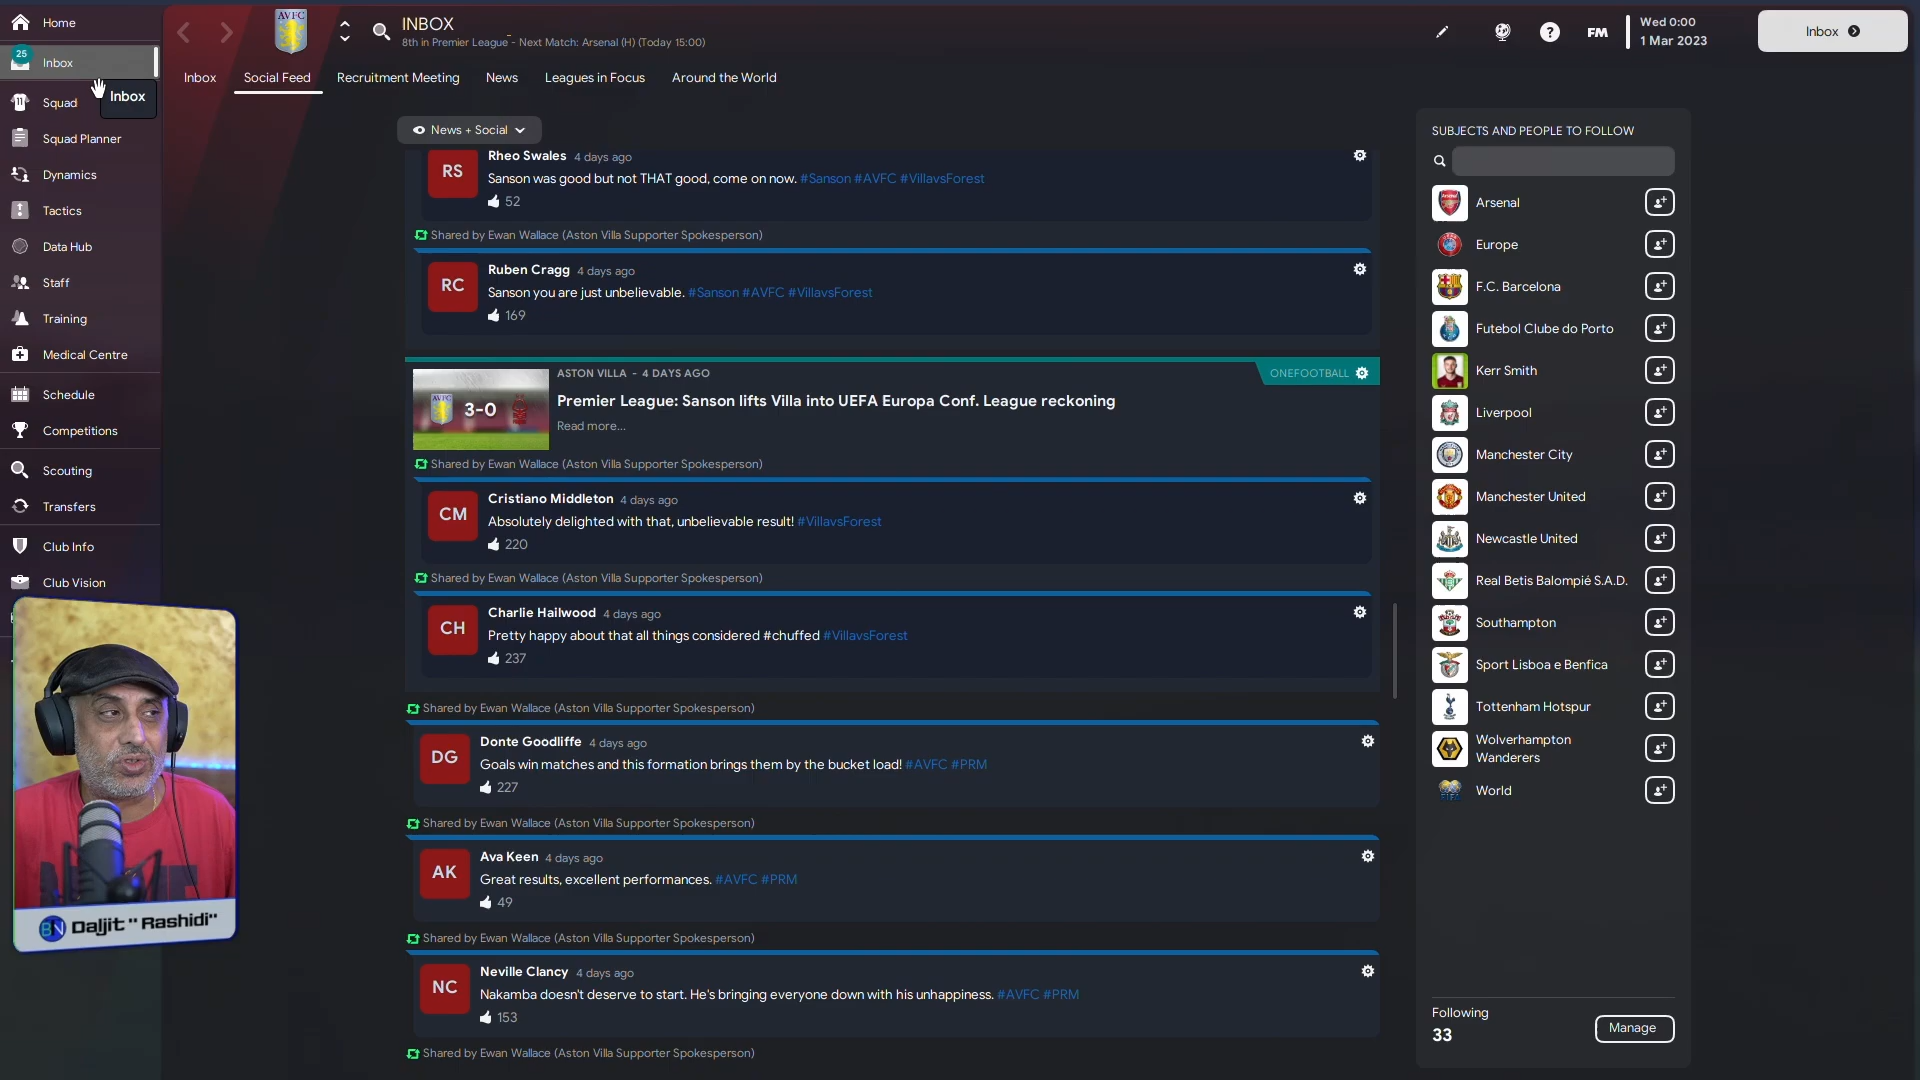 Home
25
Inbox
Inbox
Squad
Squad Planner
Dynamics
Tactics
Data Hub
Staff
Training
Medical Centre
Schedule
Competitions
Scouting
Transfers
Club Info
Club Vision
Daljit "Rashidi"
AVFC
INBOX
8th in Premier League - Next Match: Arsenal (H) (Today 15:00)
FM
Wed 0:00
1 Mar 2023
Inbox
Inbox Social Feed Recruitment Meeting News Leagues in Focus Around the World
News + Social
RS
Rheo Swales 4 days ago
Sanson was good but not THAT good, come on now. #Sanson #AVFC #VillavsForest
52
Shared by Ewan Wallace (Aston Villa Supporter Spokesperson)
RC
Ruben Cragg 4 days ago
Sanson you are just unbelievable. #Sanson #AVFC #VillavsForest
169
ASTON VILLA - 4 DAYS AGO
ONEFOOTBALL
3-0
Premier League: Sanson lifts Villa into UEFA Europa Conf. League reckoning
Read more...
Shared by Ewan Wallace (Aston Villa Supporter Spokesperson)
CM
Cristiano Middleton 4 days ago
Absolutely delighted with that, unbelievable result! #VillavsForest
220
Shared by Ewan Wallace (Aston Villa Supporter Spokesperson)
CH
Charlie Hailwood 4 days ago
Pretty happy about that all things considered #chuffed #VillavsForest
237
Shared by Ewan Wallace (Aston Villa Supporter Spokesperson)
DG
Donte Goodliffe 4 days ago
Goals win matches and this formation brings them by the bucket load! #AVFC #PRM
227
Shared by Ewan Wallace (Aston Villa Supporter Spokesperson)
AK
Ava Keen 4 days ago
Great results, excellent performances. #AVFC #PRM
49
Shared by Ewan Wallace (Aston Villa Supporter Spokesperson)
NC
Neville Clancy 4 days ago
Nakamba doesn't deserve to start. He's bringing everyone down with his unhappiness. #AVFC #PRM
153
Shared by Ewan Wallace (Aston Villa Supporter Spokesperson)
SUBJECTS AND PEOPLE TO FOLLOW
Arsenal
Europe
F.C. Barcelona
Futebol Clube do Porto
Kerr Smith
Liverpool
Manchester City
Manchester United
Newcastle United
Real Betis Balompié S.A.D.
Southampton
Sport Lisboa e Benfica
Tottenham Hotspur
Wolverhampton
Wanderers
World
Following
33
Manage